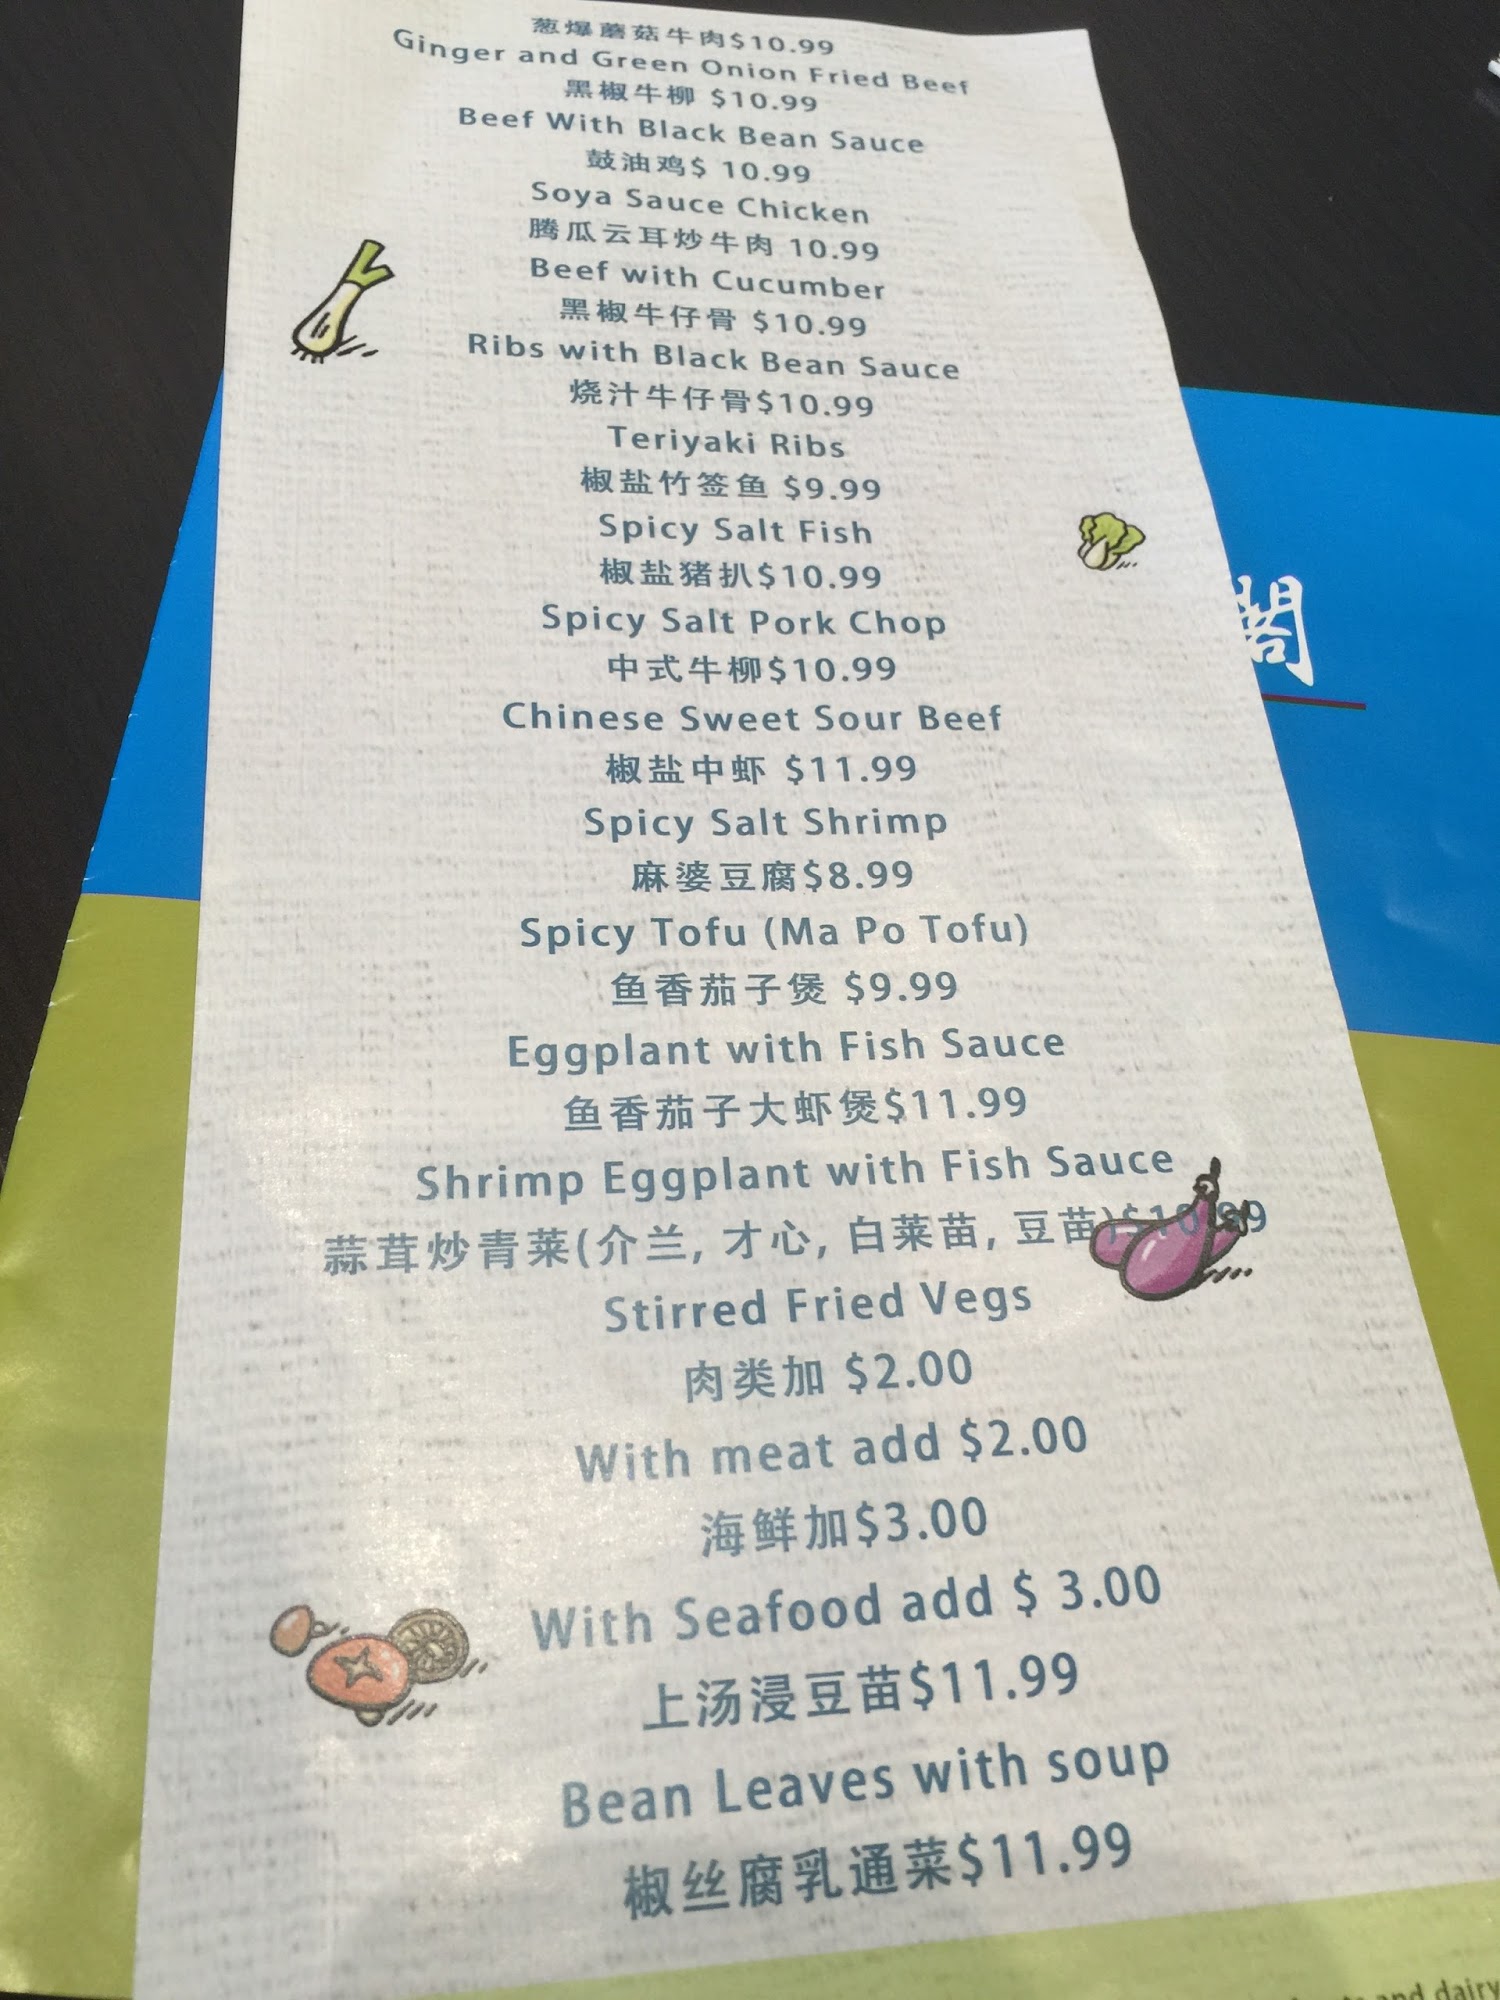 葱爆蘑菇牛肉$10.99
Ginger and Green Onion Fried Beef
黑椒牛柳 $10.99
Beef With Black Bean Sauce
鼓油鸡$ 10.99
Soya Sauce Chicken
腾瓜云耳炒牛肉 10.99
Beef with Cucumber
黑椒牛仔骨 $10.99
Ribs with Black Bean Sauce
烧汁牛仔骨$10.99
Teriyaki Ribs
椒盐竹签鱼 $9.99
Spicy Salt Fish
椒盐猪扒$10.99
Spicy Salt Pork Chop
中式牛柳$10.99
Chinese Sweet Sour Beef
椒盐中虾 $11.99
Spicy Salt Shrimp
麻婆豆腐$8.99
Spicy Tofu (Ma Po Tofu)
鱼香茄子煲 $9.99
Eggplant with Fish Sauce
鱼香茄子大虾煲$11.99
Shrimp Eggplant with Fish Sauce
蒜茸炒青菜(介兰, 才心, 白菜苗, 豆苗)$10.99
Stirred Fried Vegs
肉类加 $2.00
With meat add $2.00
海鲜加$3.00
With Seafood add $ 3.00
上汤浸豆苗$11.99
Bean Leaves with soup
椒丝腐乳通菜$11.99
閣
and dairy